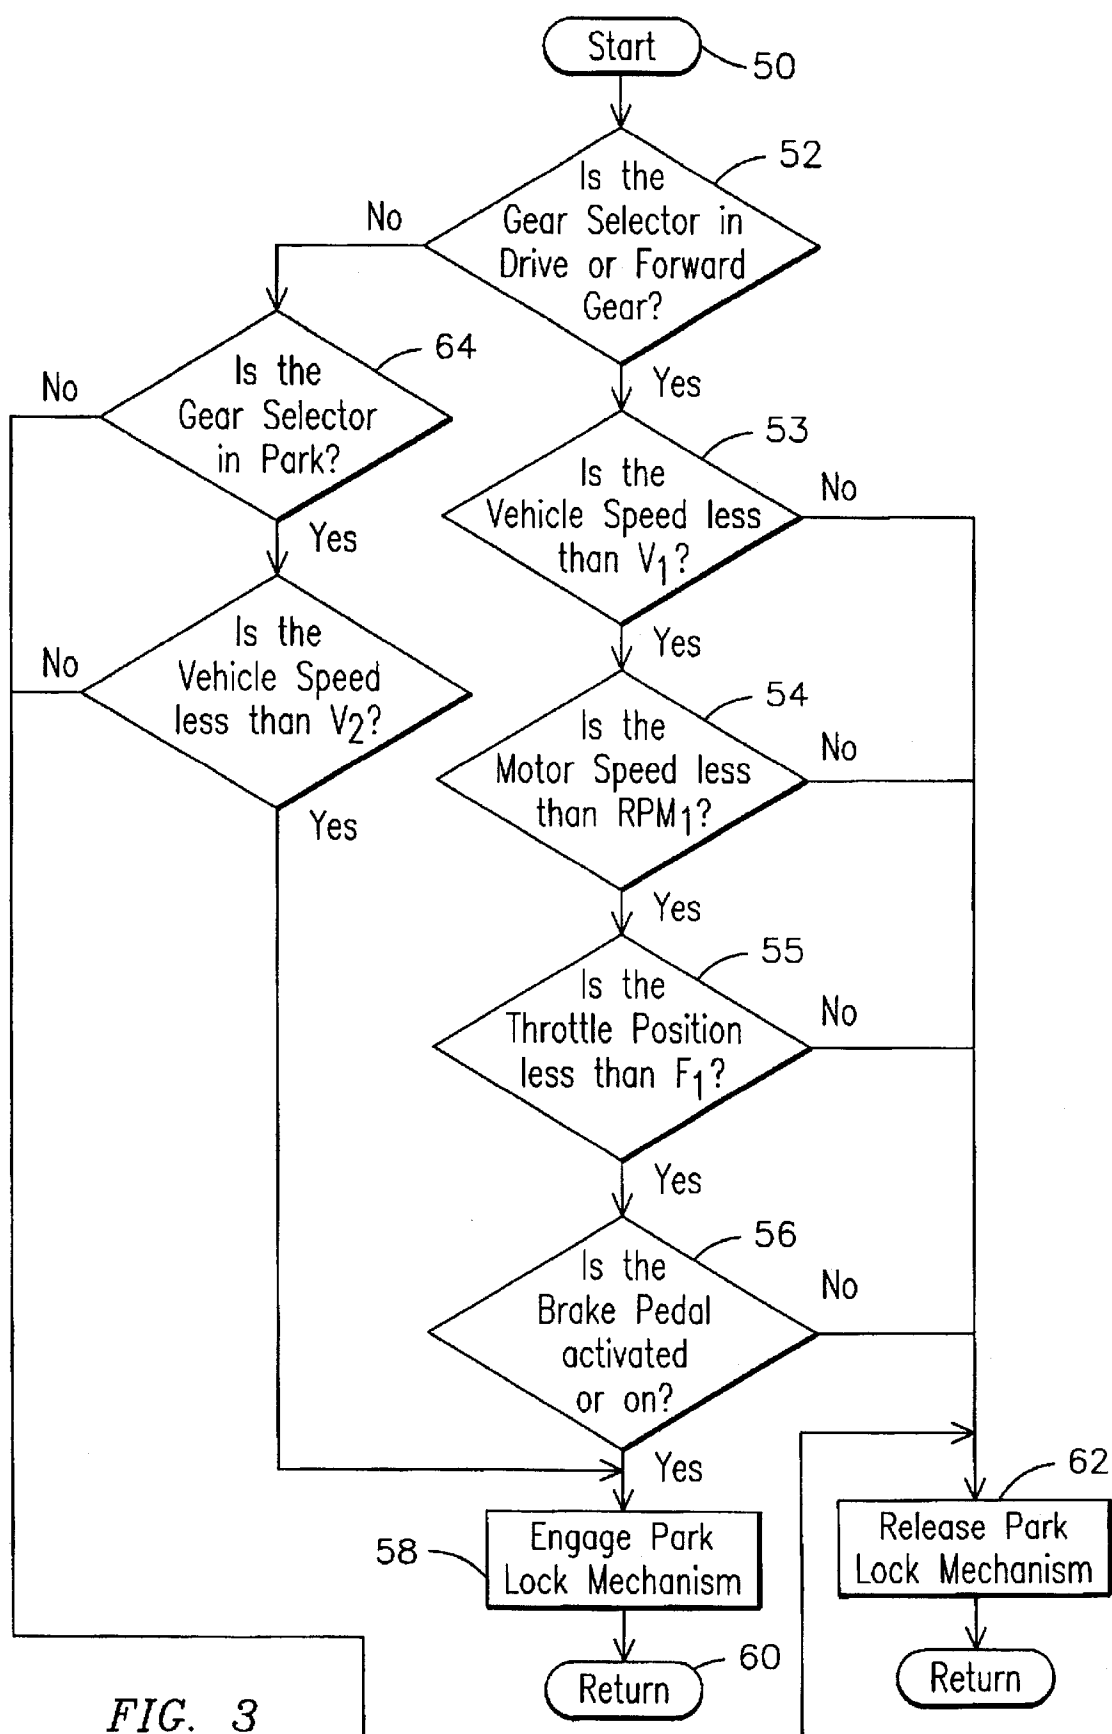 Start
50
52
Is the
Gear Selector in
Drive or Forward
Gear?
No
Yes
64
Is the
Gear Selector
in Park?
No
Yes
53
Is the
Vehicle Speed less
than V1?
No
Yes
Is the
Vehicle Speed
less than V2?
No
Yes
54
Is the
Motor Speed less
than RPM1?
No
Yes
55
Is the
Throttle Position
less than F1?
No
Yes
56
Is the
Brake Pedal
activated
or on?
No
Yes
58
Engage Park
Lock Mechanism
62
Release Park
Lock Mechanism
60
Return
Return
FIG. 3